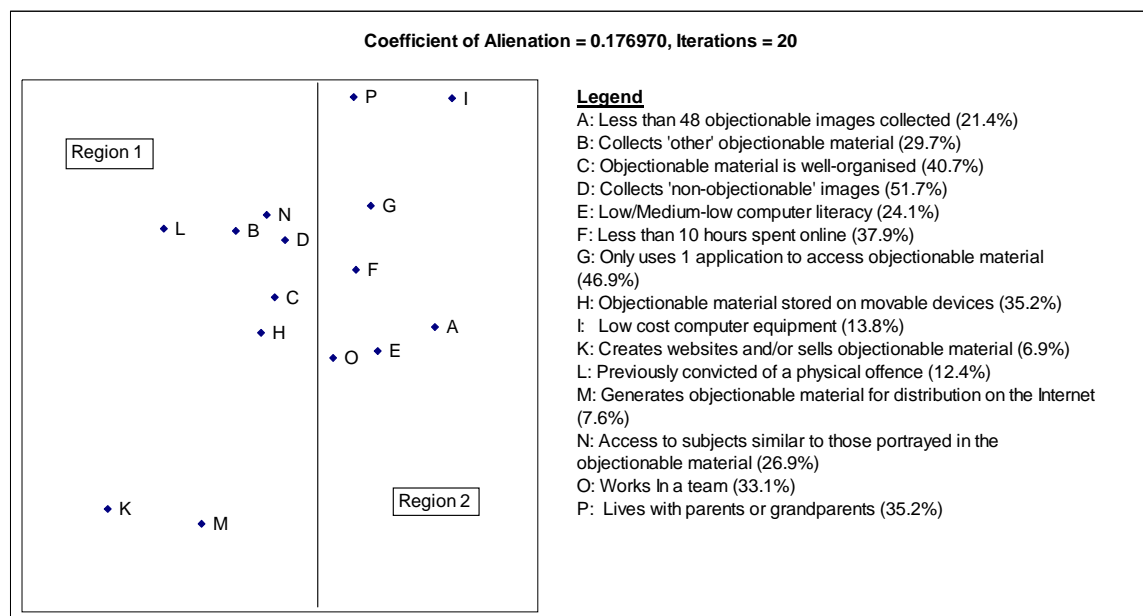 Coefficient of Alienation = 0.176970, Iterations = 20
P
I
Region 1
G
N
L
B
D
F
C
A
H
E
O
Region 2
K
M
Legend
A: Less than 48 objectionable images collected (21.4%)
B: Collects 'other' objectionable material (29.7%)
C: Objectionable material is well-organised (40.7%)
D: Collects 'non-objectionable' images (51.7%)
E: Low/Medium-low computer literacy (24.1%)
F: Less than 10 hours spent online (37.9%)
G: Only uses 1 application to access objectionable material
(46.9%)
H: Objectionable material stored on movable devices (35.2%)
I: Low cost computer equipment (13.8%)
K: Creates websites and/or sells objectionable material (6.9%)
L: Previously convicted of a physical offence (12.4%)
M: Generates objectionable material for distribution on the Internet
(7.6%)
N: Access to subjects similar to those portrayed in the
objectionable material (26.9%)
O: Works In a team (33.1%)
P: Lives with parents or grandparents (35.2%)